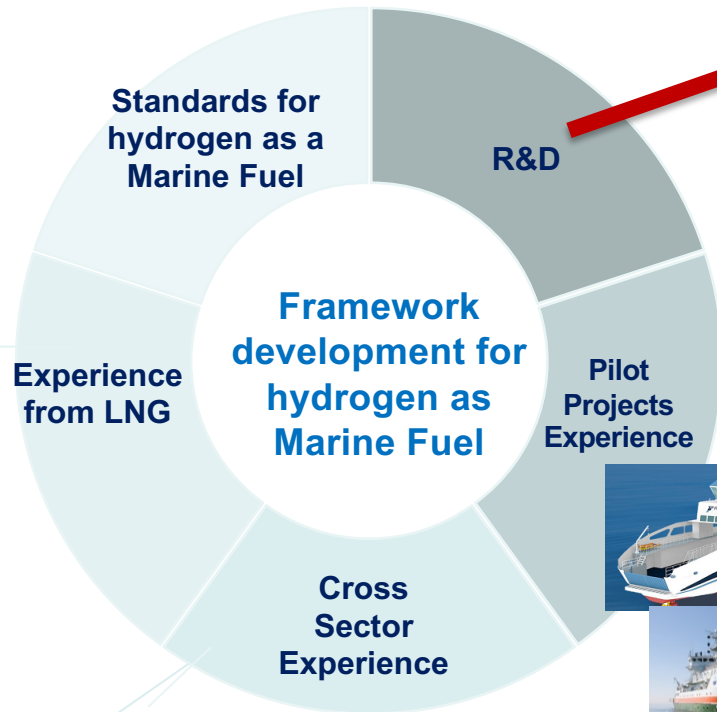 Standards for
hydrogen as a
Marine Fuel
R&D
Framework
development for
hydrogen as
Marine Fuel
Experience
from LNG
Pilot
Projects
Experience
Cross
Sector
Experience